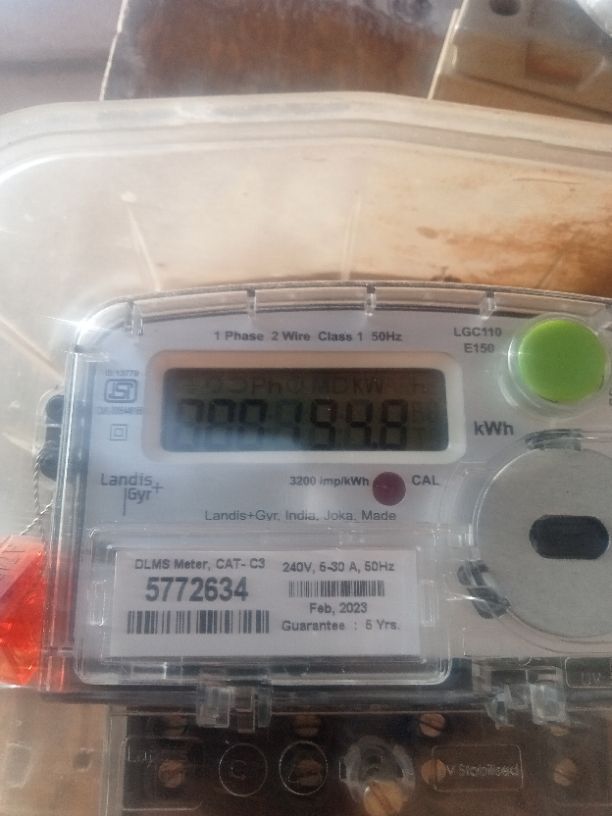 1 Phase 2 Wire Class 1 50Hz
LGC110
E150
kWh
3200 imp/kWh CAL
Landis+
Gyr
Landis+Gyr, India, Joka, Made
DLMS Meter, CAT- C3
5772634
240V, 5-30 A, 50Hz
Feb, 2023
Guarantee : 5 Yrs.
V Stabilised